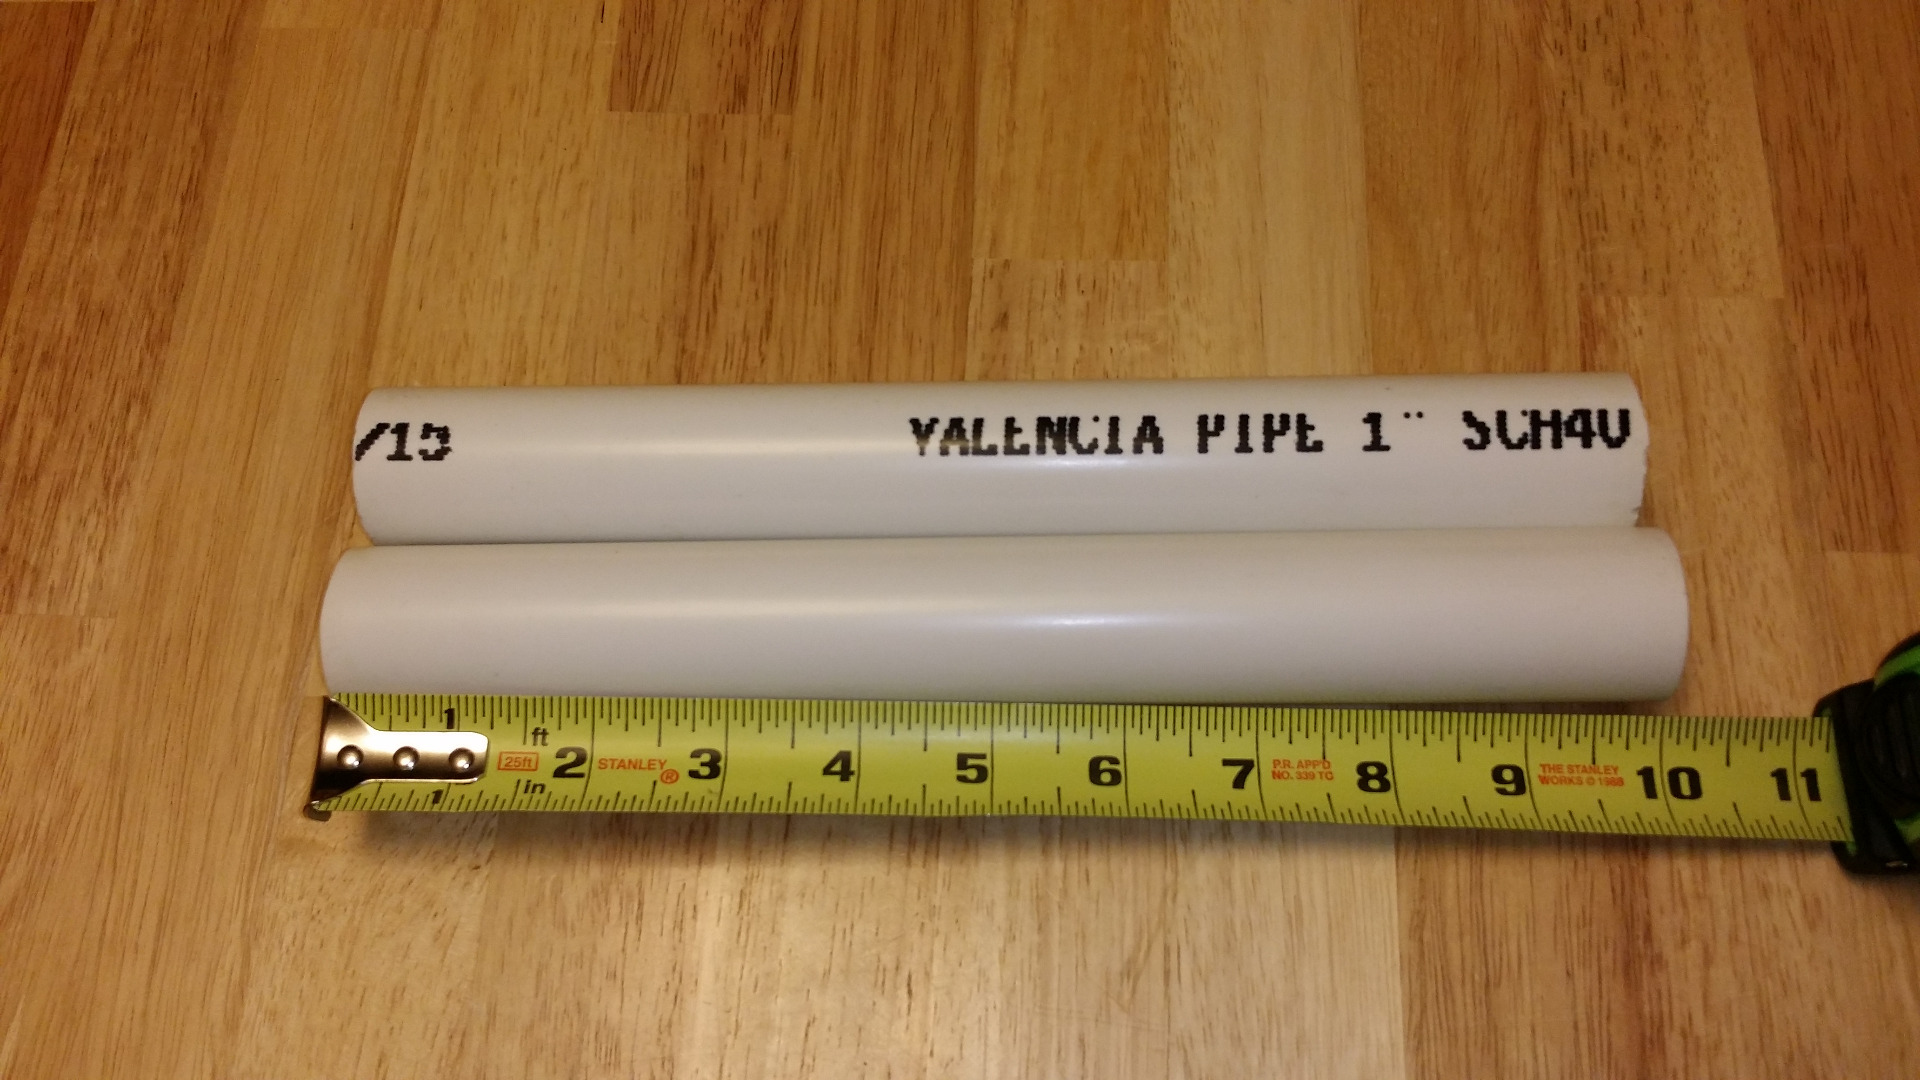 /15 VALENCIA PIPE 1" SCH40
1 ft 2 3 4 5 6 7 8 9 10 11
25ft STANLEY® P.R. APP'D THE STANLEY
NO. 339 TC WORKS © 1988
1 in